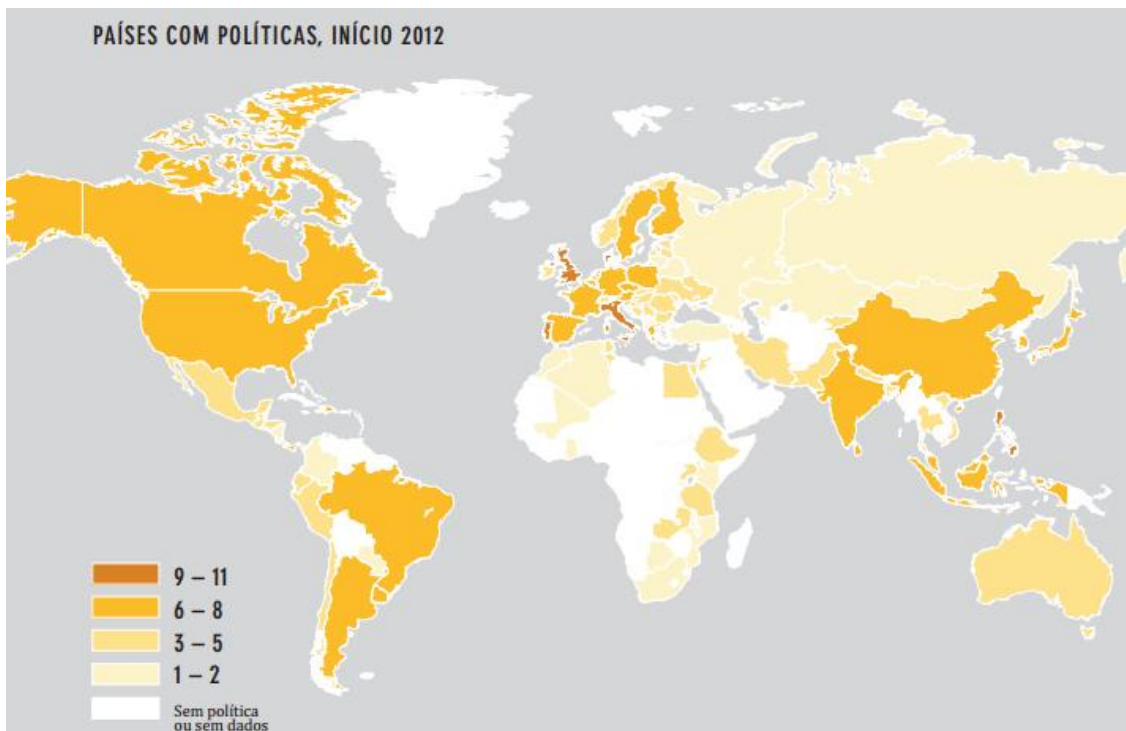 PAÍSES COM POLÍTICAS, INÍCIO 2012
9 – 11
6 – 8
3 – 5
1 – 2
Sem política
ou sem dados